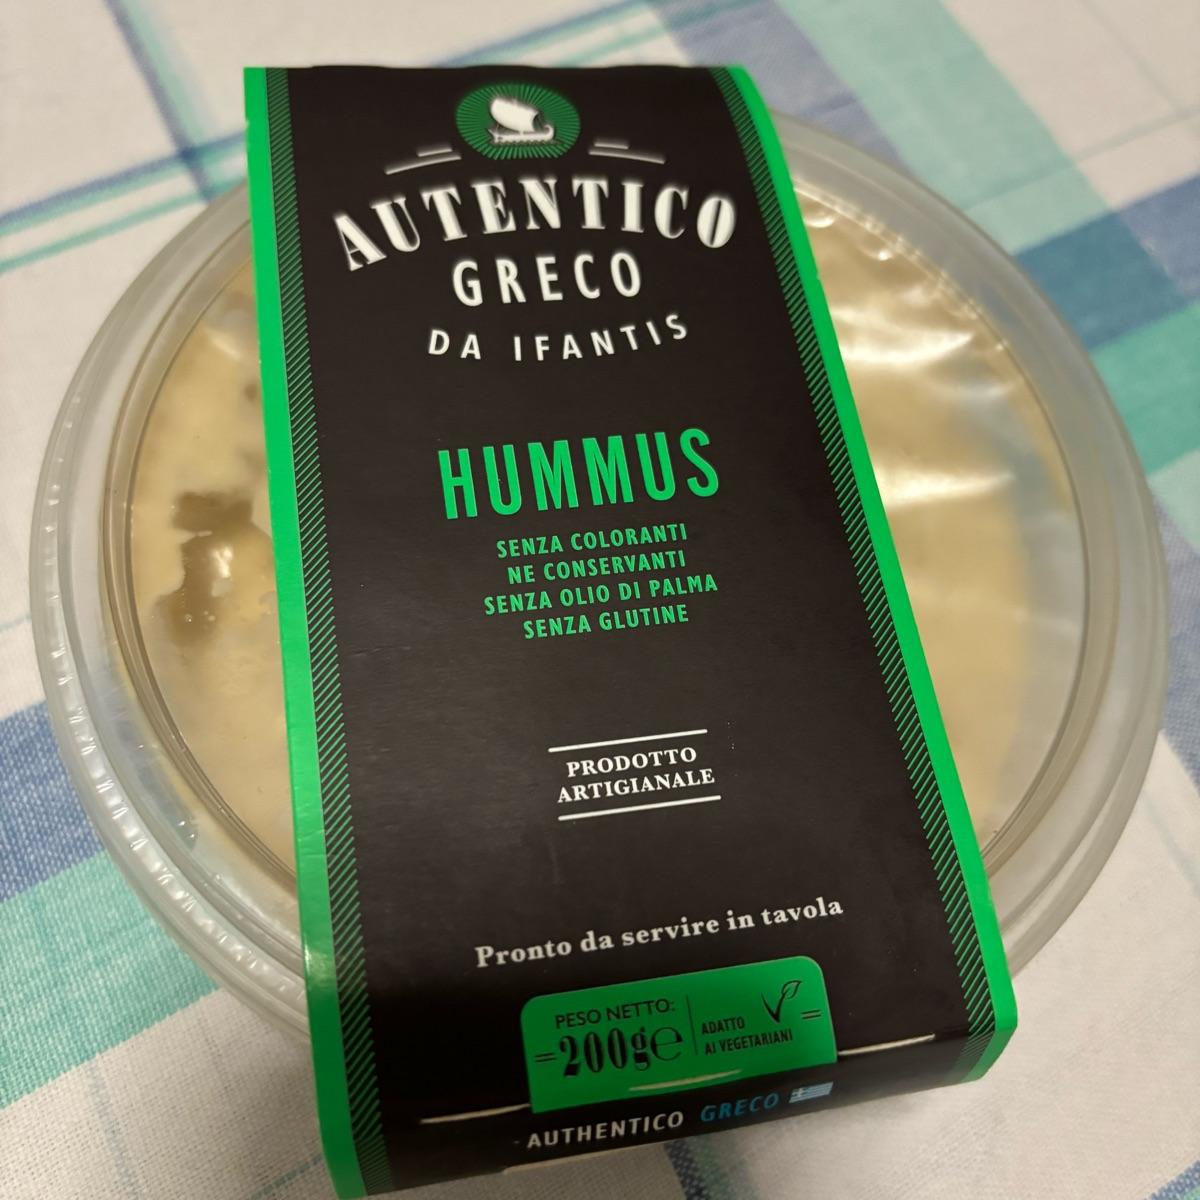 AUTENTICO
GRECO
DA IFANTIS
HUMMUS
SENZA COLORANTI
NE CONSERVANTI
SENZA OLIO DI PALMA
SENZA GLUTINE
PRODOTTO
ARTIGIANALE
Pronto da servire in tavola
PESO NETTO:
200g℮
ADATTO
AI VEGETARIANI
AUTHENTICO GRECO